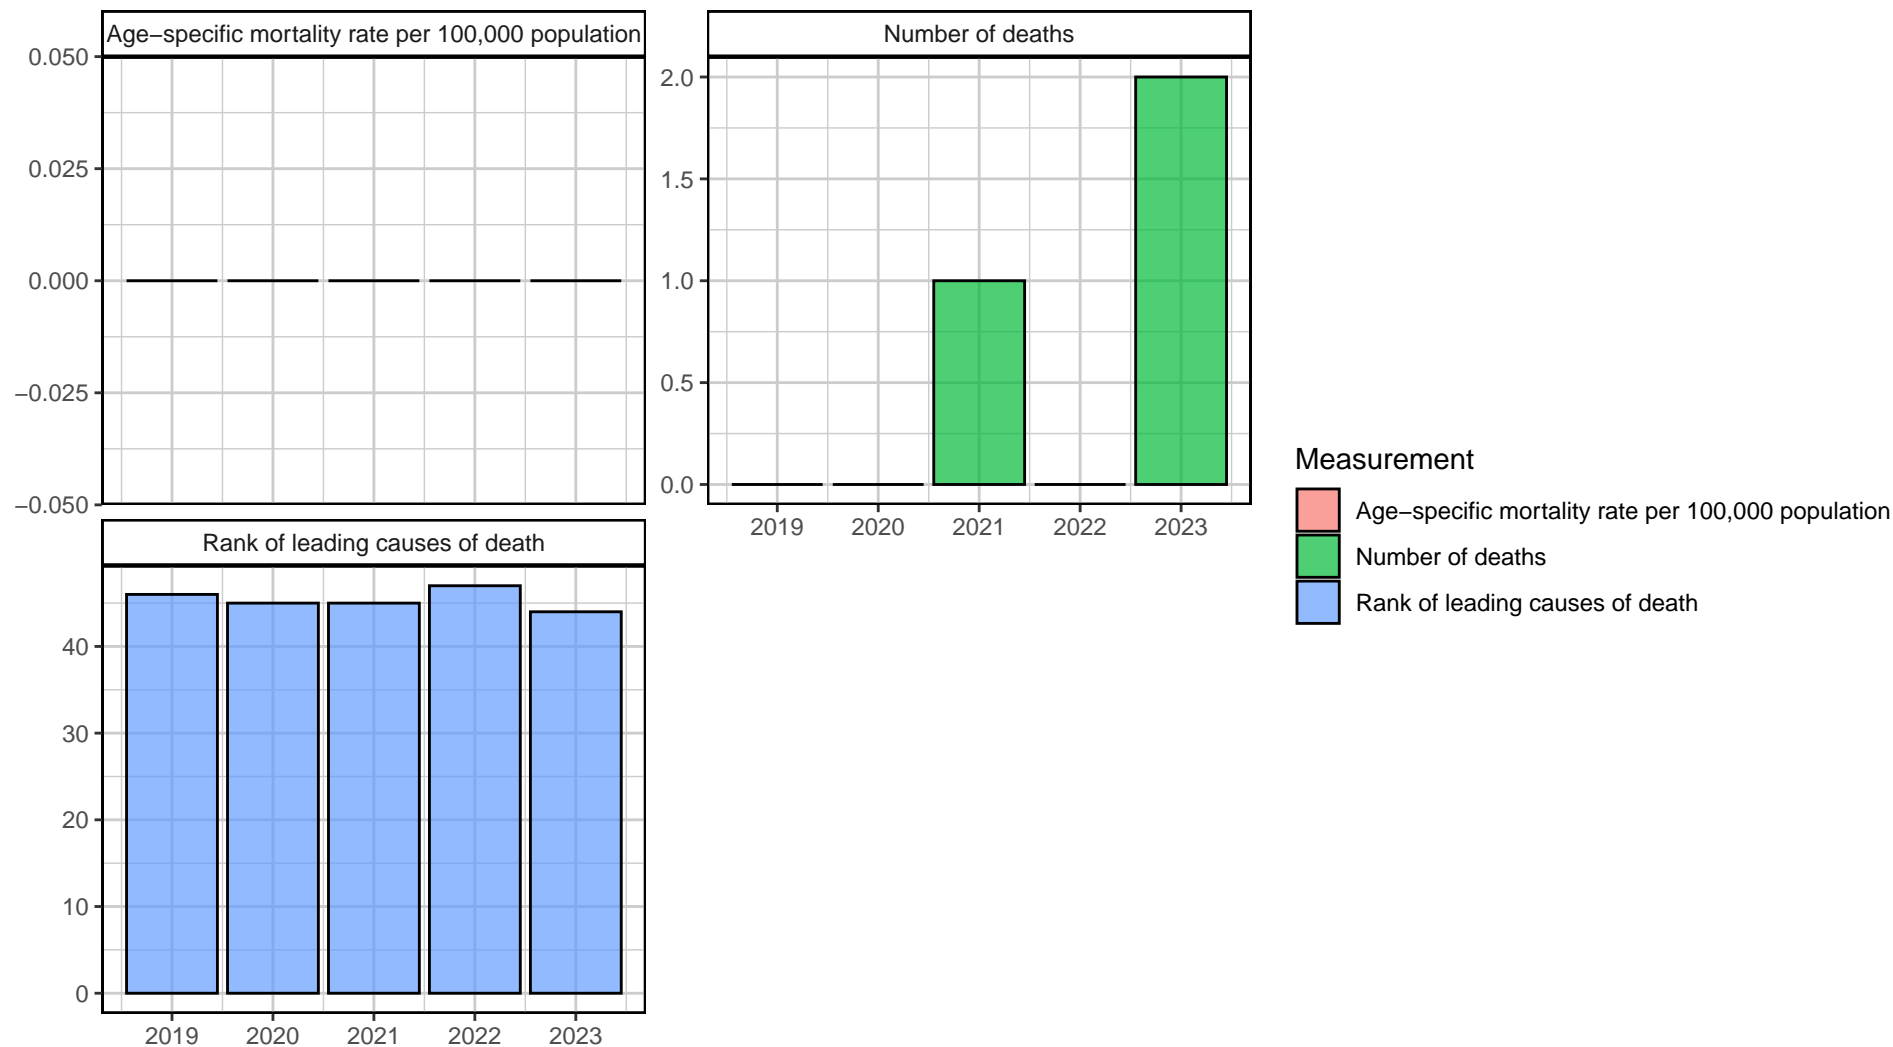 Age−specific mortality rate per 100,000 population
Number of deaths
0.050
0.025
0.000
−0.025
−0.050
2.0
1.5
1.0
0.5
0.0
2019 2020 2021 2022 2023
Rank of leading causes of death
40
30
20
10
0
2019 2020 2021 2022 2023
Measurement
Age−specific mortality rate per 100,000 population
Number of deaths
Rank of leading causes of death